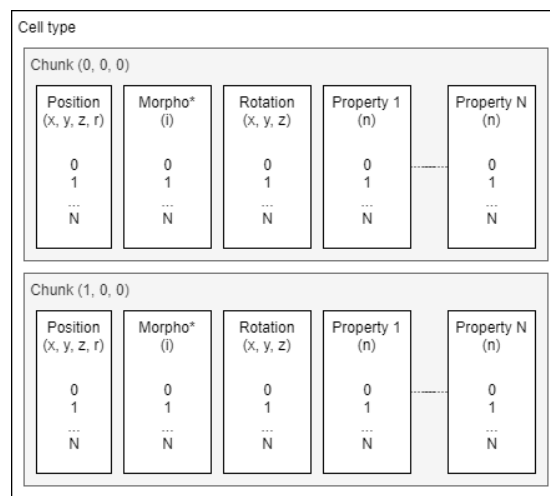 Cell type
Chunk (0, 0, 0)
Position Morpho* Rotation Property 1 Property N
(x, y, z, r) (i) (x, y, z) (n) (n)
0 0 0 0 0
1 1 1 1 1
... ... ... ... ...
N N N N N
Chunk (1, 0, 0)
Position Morpho* Rotation Property 1 Property N
(x, y, z, r) (i) (x, y, z) (n) (n)
0 0 0 0 0
1 1 1 1 1
... ... ... ... ...
N N N N N